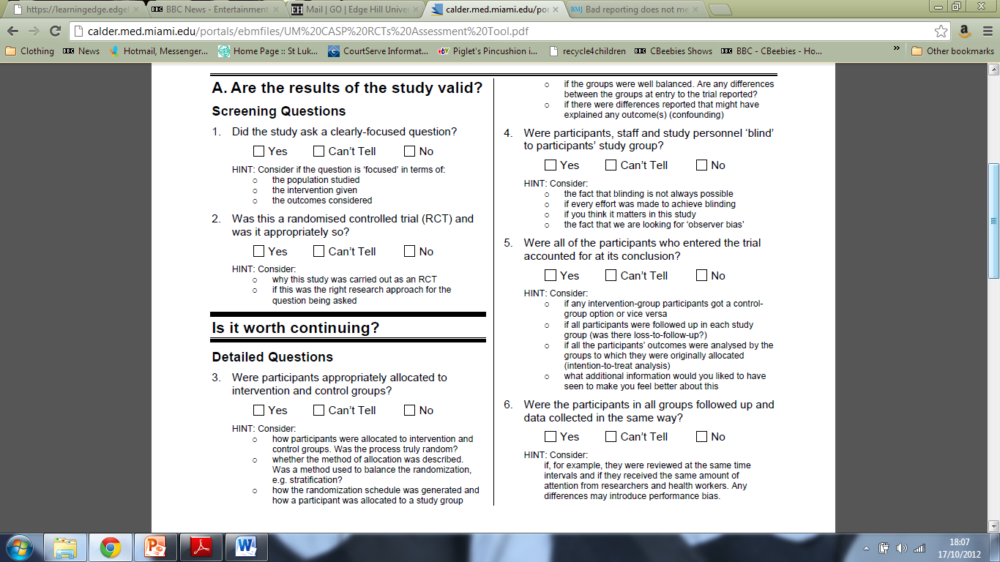 https://learningedge.edgel
BBC News - Entertainment
EH Mail | GO | Edge Hill Unive
calder.med.miami.edu/po
BMJ Bad reporting does not me
calder.med.miami.edu/portals/ebmfiles/UM%20CASP%20RCTs%20Assessment%20Tool.pdf
Clothing BBC News Hotmail, Messenger... Home Page :: St Luk... CourtServe Informat... Piglet's Pincushion i... recycle4children BBC CBeebies Shows BBC BBC - CBeebies - Ho... » Other bookmarks
A. Are the results of the study valid?
Screening Questions
1. Did the study ask a clearly-focused question?
Yes Can't Tell No
HINT: Consider if the question is 'focused' in terms of:
o the population studied
o the intervention given
o the outcomes considered
2. Was this a randomised controlled trial (RCT) and
was it appropriately so?
Yes Can't Tell No
HINT: Consider:
o why this study was carried out as an RCT
o if this was the right research approach for the
question being asked
Is it worth continuing?
Detailed Questions
3. Were participants appropriately allocated to
intervention and control groups?
Yes Can't Tell No
HINT: Consider:
o how participants were allocated to intervention and
control groups. Was the process truly random?
o whether the method of allocation was described.
Was a method used to balance the randomization,
e.g. stratification?
o how the randomization schedule was generated and
how a participant was allocated to a study group
o if the groups were well balanced. Are any differences
between the groups at entry to the trial reported?
o if there were differences reported that might have
explained any outcome(s) (confounding)
4. Were participants, staff and study personnel 'blind'
to participants' study group?
Yes Can't Tell No
HINT: Consider:
o the fact that blinding is not always possible
o if every effort was made to achieve blinding
o if you think it matters in this study
o the fact that we are looking for 'observer bias'
5. Were all of the participants who entered the trial
accounted for at its conclusion?
Yes Can't Tell No
HINT: Consider:
o if any intervention-group participants got a control-
group option or vice versa
o if all participants were followed up in each study
group (was there loss-to-follow-up?)
o if all the participants' outcomes were analysed by the
groups to which they were originally allocated
(intention-to-treat analysis)
o what additional information would you liked to have
seen to make you feel better about this
6. Were the participants in all groups followed up and
data collected in the same way?
Yes Can't Tell No
HINT: Consider:
if, for example, they were reviewed at the same time
intervals and if they received the same amount of
attention from researchers and health workers. Any
differences may introduce performance bias.
18:07
17/10/2012